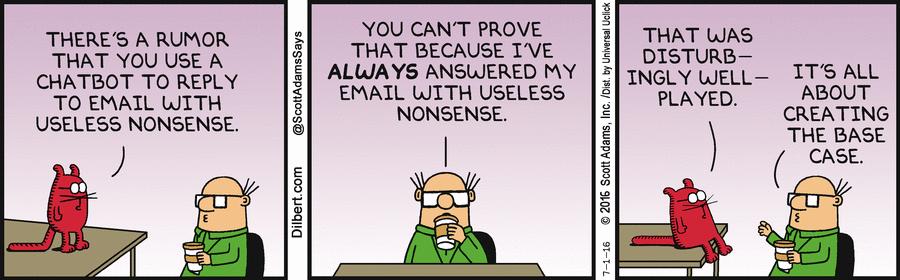 THERE'S A RUMOR
THAT YOU USE A
CHATBOT TO REPLY
TO EMAIL WITH
USELESS NONSENSE.
Dilbert.com @ScottAdamsSays
YOU CAN'T PROVE
THAT BECAUSE I'VE
ALWAYS ANSWERED MY
EMAIL WITH USELESS
NONSENSE.
7-1-16 © 2016 Scott Adams, Inc. /Dist. by Universal Uclick
THAT WAS
DISTURB-
INGLY WELL-
PLAYED.
IT'S ALL
ABOUT
CREATING
THE BASE
CASE.